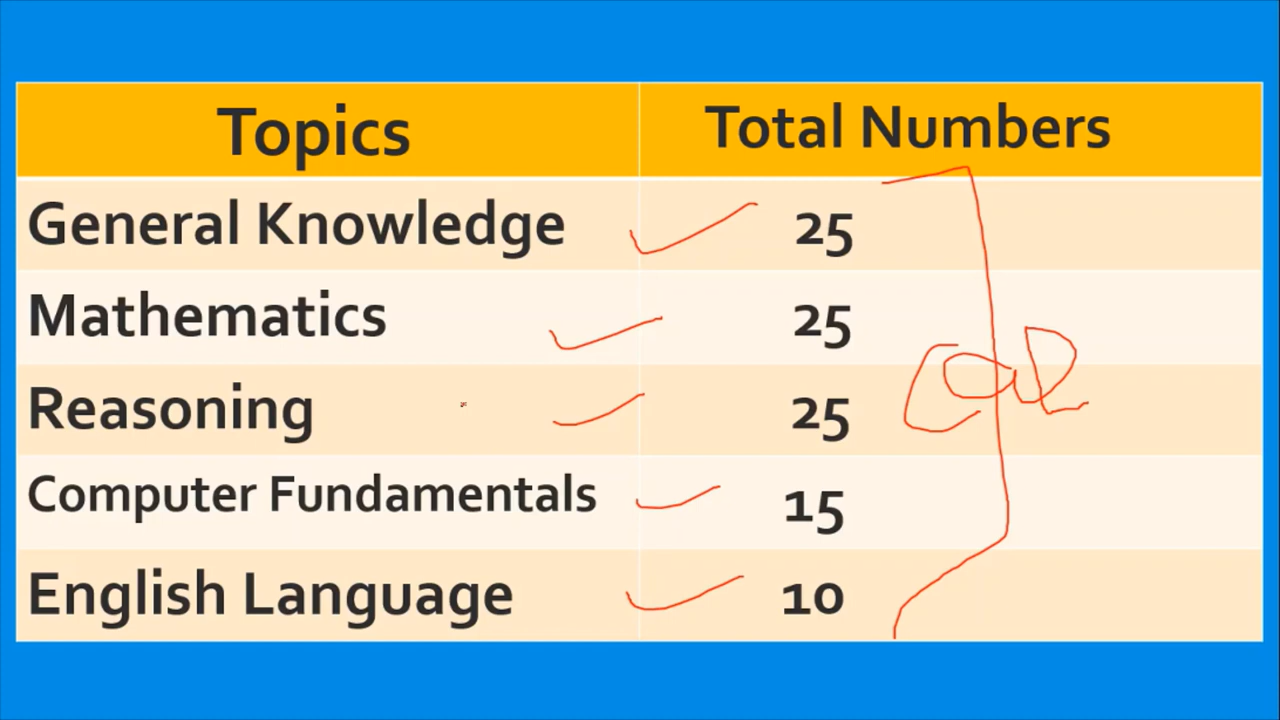 Topics Total Numbers
General Knowledge 25
Mathematics 25
Reasoning 25
Computer Fundamentals 15
English Language 10